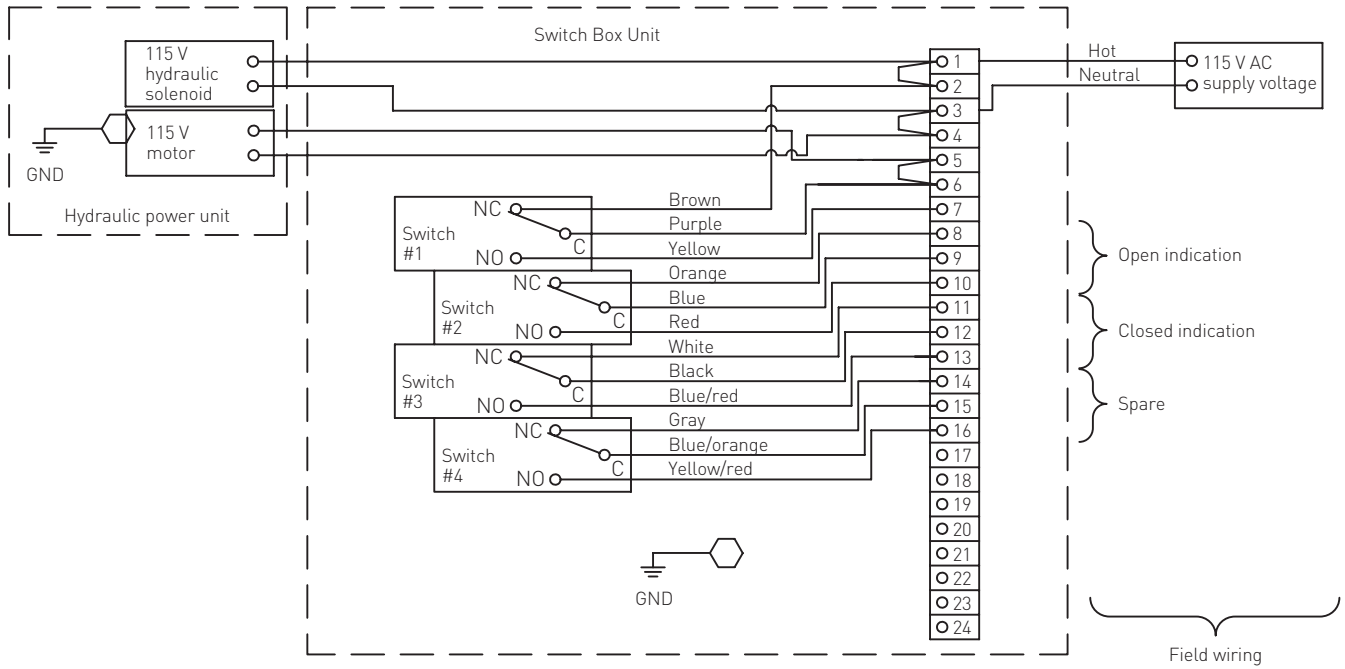 Switch Box Unit
115 V
hydraulic
solenoid
115 V
motor
GND
Hydraulic power unit
Hot
Neutral
115 V AC
supply voltage
NC
Switch
#1
C
NO
NC
Switch
#2
C
NO
NC
Switch
#3
C
NO
NC
Switch
#4
C
NO
Brown
Purple
Yellow
Orange
Blue
Red
White
Black
Blue/red
Gray
Blue/orange
Yellow/red
1
2
3
4
5
6
7
8
9
10
11
12
13
14
15
16
17
18
19
20
21
22
23
24
Open indication
Closed indication
Spare
GND
Field wiring